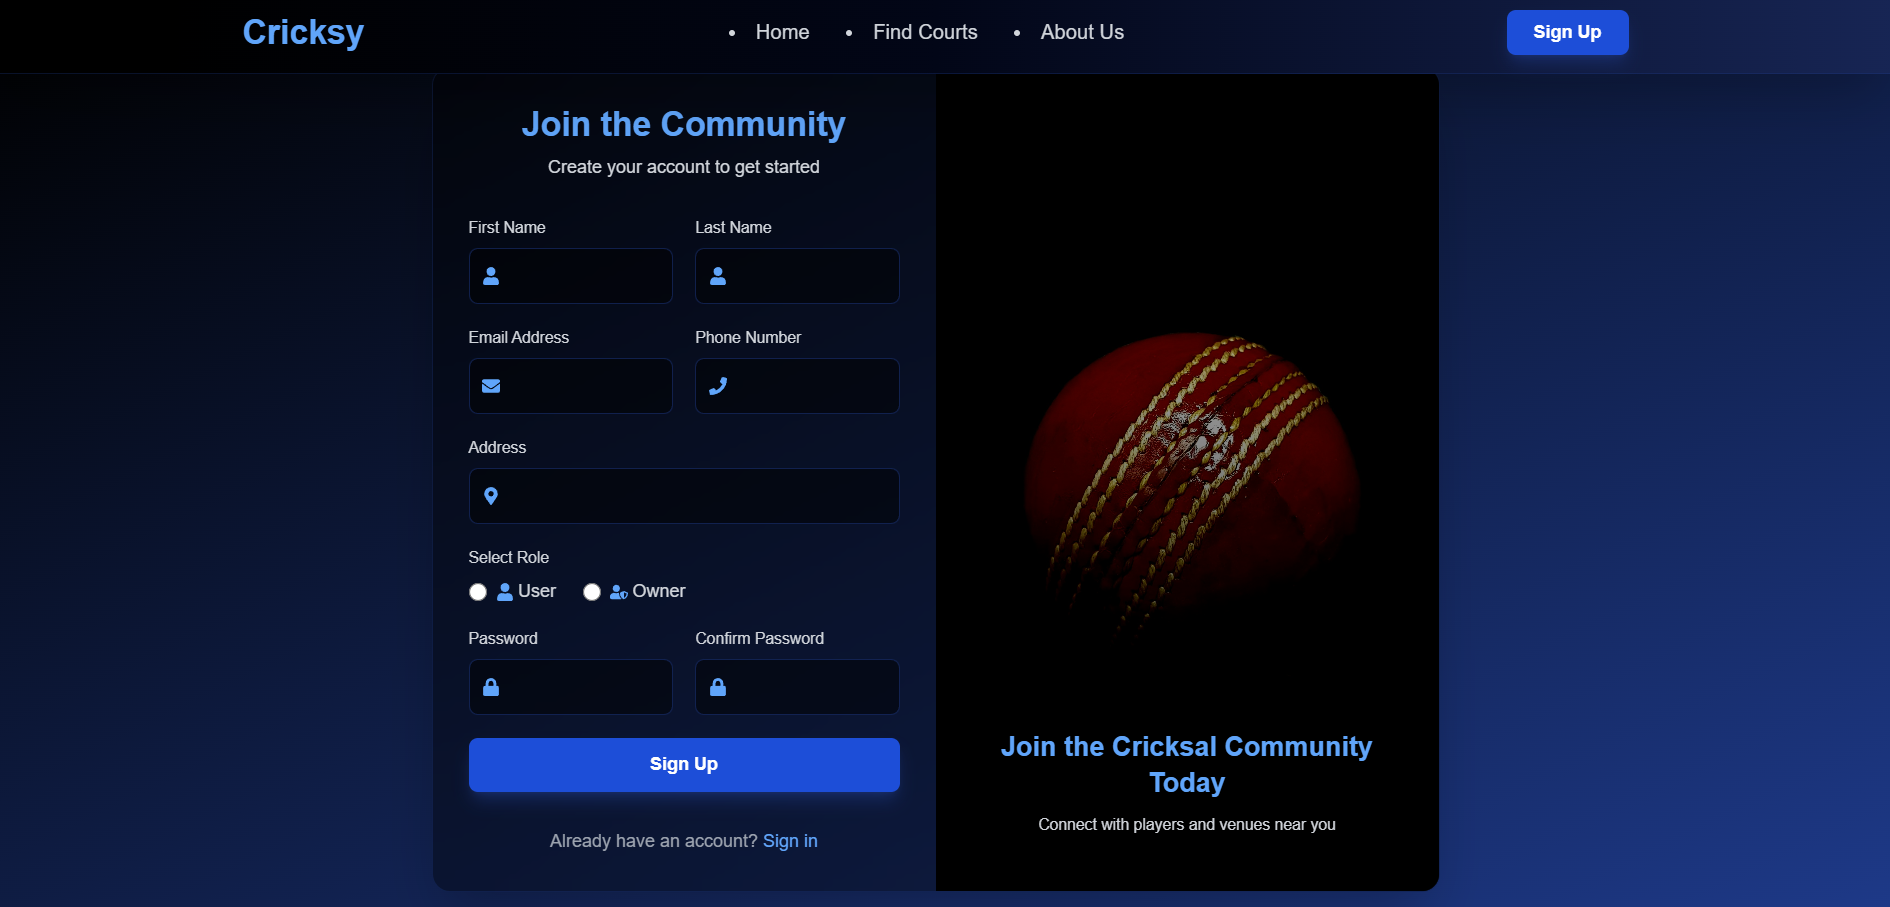 Cricksy
• Home • Find Courts • About Us
Sign Up
Join the Community
Create your account to get started
First Name
Last Name
Email Address
Phone Number
Address
Select Role
User
Owner
Password
Confirm Password
Sign Up
Already have an account? Sign in
Join the Cricksal Community
Today
Connect with players and venues near you